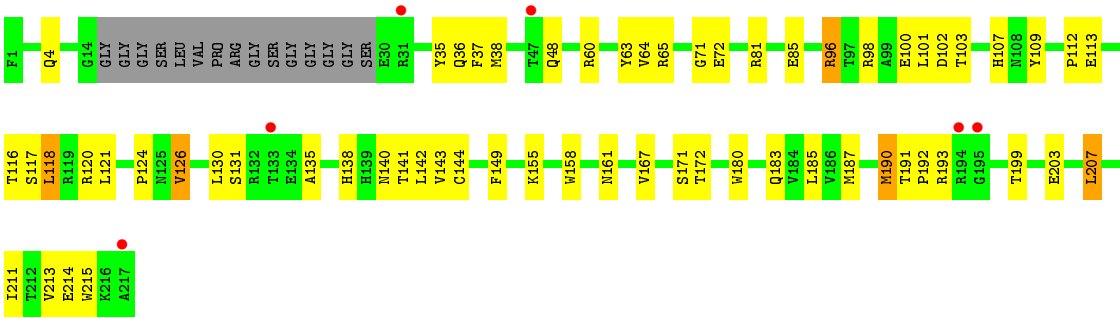 F1 Q4 G14 GLY GLY GLY SER LEU VAL PRO ARG GLY SER GLY GLY GLY GLY SER E30 R31 Y35 Q36 F37 M38 T47 Q48 R60 Y63 V64 R65 G71 E72 R81 E85 R96 T97 R98 A99 E100 L101 D102 T103 H107 N108 Y109 P112 E113
T116 S117 L118 R119 R120 L121 P124 N125 V126 L130 S131 R132 T133 E134 A135 H138 H139 N140 T141 L142 V143 C144 F149 K155 W158 N161 V167 S171 T172 W180 Q183 V184 L185 V186 M187 M190 T191 P192 R193 R194 G195 T199 E203 L207
I211 T212 V213 E214 W215 K216 A217